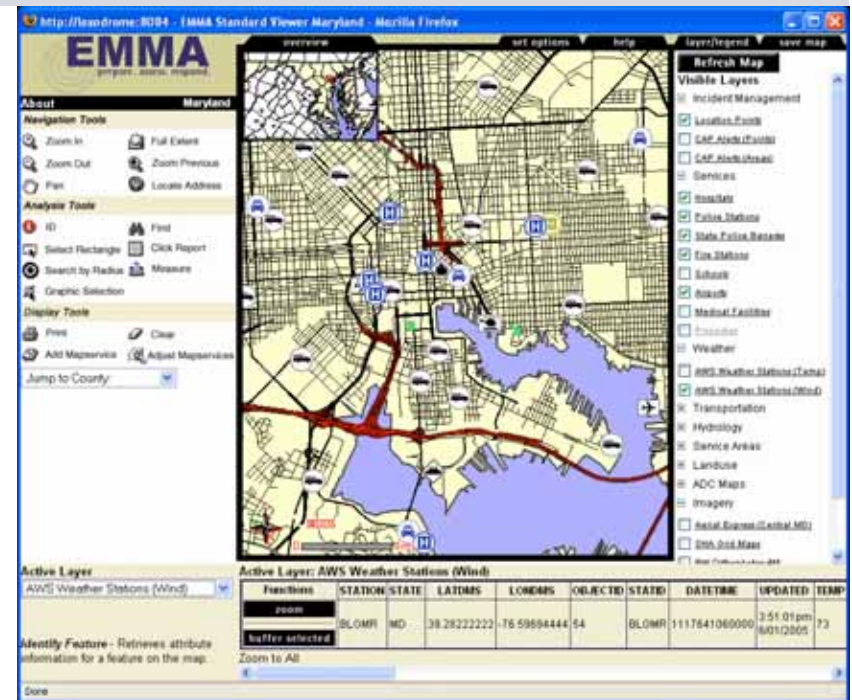 http://loxodrome:8084 - EMMA Standard Viewer Maryland - Mozilla Firefox
EMMA
prepare. assess. respond.
About Maryland
Navigation Tools
Zoom In Full Extent
Zoom Out Zoom Previous
Pan Locate Address
Analysis Tools
ID Find
Select Rectangle Click Report
Search by Radius Measure
Graphic Selection
Display Tools
Print Clear
Add Mapservice Adjust Mapservices
Jump to County
overview set options help layer/legend save map
H
H
H
H
H
H
Refresh Map
Visible Layers
Incident Management
Location Points
CAP Alerts (Points)
CAP Alerts (Areas)
Services
Hospitals
Police Stations
State Police Barracks
Fire Stations
Schools
Airports
Medical Facilities
Weather
AWS Weather Stations (Temp)
AWS Weather Stations (Wind)
Transportation
Hydrology
Service Areas
Landuse
ADC Maps
Imagery
Aerial Express (Central MD)
DNA Grid Maps
Active Layer
AWS Weather Stations (Wind)
Identify Feature - Retrieves attribute
information for a feature on the map.
Active Layer: AWS Weather Stations (Wind)
Functions STATION STATE LATDMS LONDMS OBJECTID STATID DATETIME UPDATED TEMP
zoom
buffer selected
BLOMR MD 38.28222222 -76.59694444 54 BLOMR 1117641060000 3:51:01pm 6/01/2005 73
Zoom to All
Done